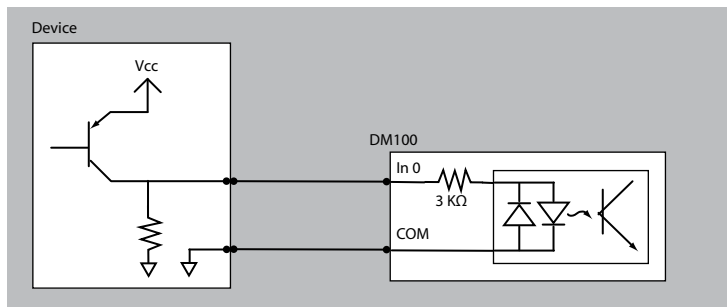 Device
Vcc
DM100
In 0
3 KΩ
COM